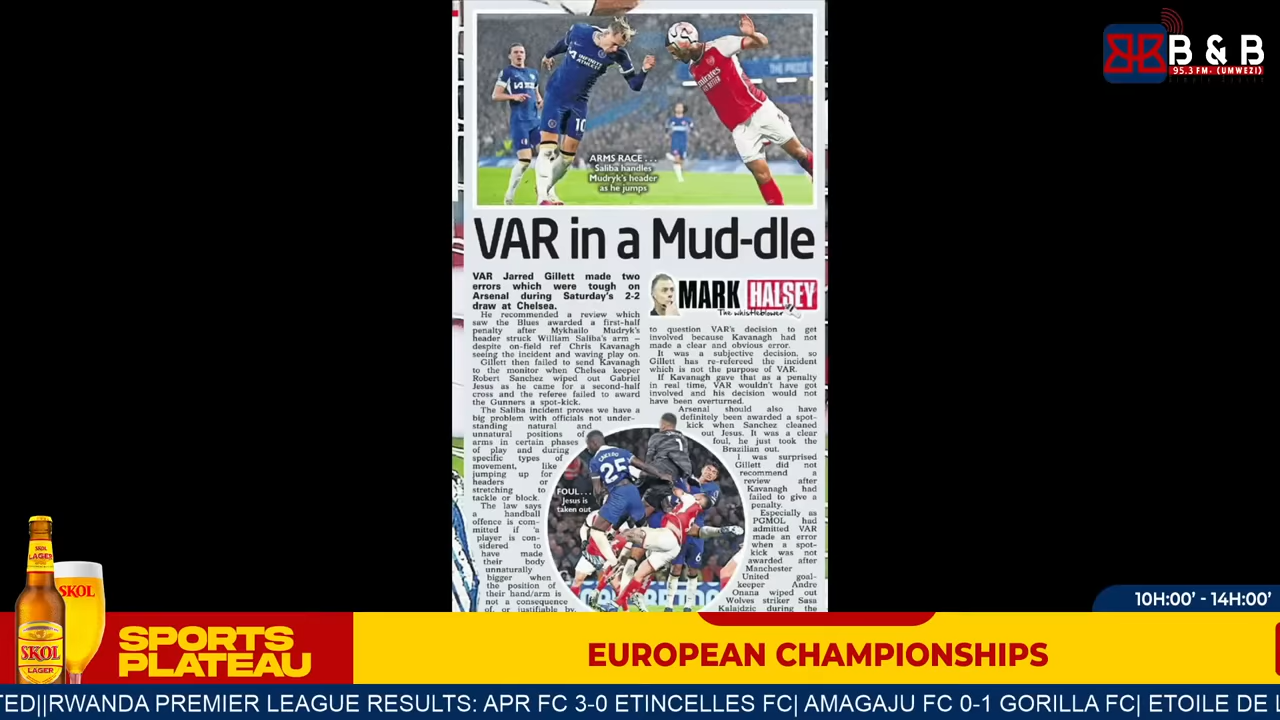 B & B
95.3 FM - (UMWEZI)
INFINITE
ATHLETE
10
ARMS RACE . . .
Saliba handles
Mudryk's header
as he jumps
VAR in a Mud-dle
VAR Jarred Gillett made two
errors which were tough on
Arsenal during Saturday's 2-2
draw at Chelsea.
He recommended a review which
saw the Blues awarded a first-half
penalty after Mykhailo Mudryk's
header struck William Saliba's arm –
despite on-field ref Chris Kavanagh
seeing the incident and waving play on.
Gillett then failed to send Kavanagh
to the monitor when Chelsea keeper
Robert Sanchez wiped out Gabriel
Jesus as he came for a second-half
cross and the referee failed to award
the Gunners a spot-kick.
The Saliba incident proves we have a
big problem with officials not under-
standing natural and
unnatural positions of
arms in certain phases
of play and during
specific types of
movement, like
jumping up for
headers or
stretching to
tackle or block.
The law says
a handball
offence is com-
mitted if 'a
player is con-
sidered to
have made
their body
unnaturally
bigger when
the position of
their hand/arm is
not a consequence
of, or justifiable by,
MARK HALSEY
The whistleblower
to question VAR's decision to get
involved because Kavanagh had not
made a clear and obvious error.
It was a subjective decision, so
Gillett has re-refereed the incident
which is not the purpose of VAR.
If Kavanagh gave that as a penalty
in real time, VAR wouldn't have got
involved and his decision would not
have been overturned.
Arsenal should also have
definitely been awarded a spot-
kick when Sanchez cleaned
out Jesus. It was a clear
foul, he just took the
Brazilian out.
I was surprised
Gillett did not
recommend a
review after
Kavanagh had
failed to give a
penalty.
Especially as
PGMOL had
admitted VAR
made an error
when a spot-
kick was not
awarded after
Manchester
United goal-
keeper Andre
Onana wiped out
Wolves striker Sasa
Kalajdzic during the
25
1
6
FOUL . . .
Jesus is
taken out
10H:00' - 14H:00'
SKOL
LAGER
SKOL
SKOL
LAGER
SPORTS
PLATEAU
EUROPEAN CHAMPIONSHIPS
TED||RWANDA PREMIER LEAGUE RESULTS: APR FC 3-0 ETINCELLES FC| AMAGAJU FC 0-1 GORILLA FC| ETOILE DE L